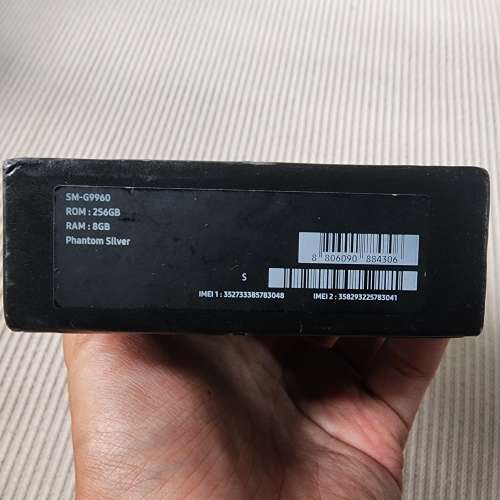 SM-G9960
ROM : 256GB
RAM : 8GB
Phantom Silver
8 806090 884306
S
IMEI 1 : 352733385783048 IMEI 2 : 358293225783041